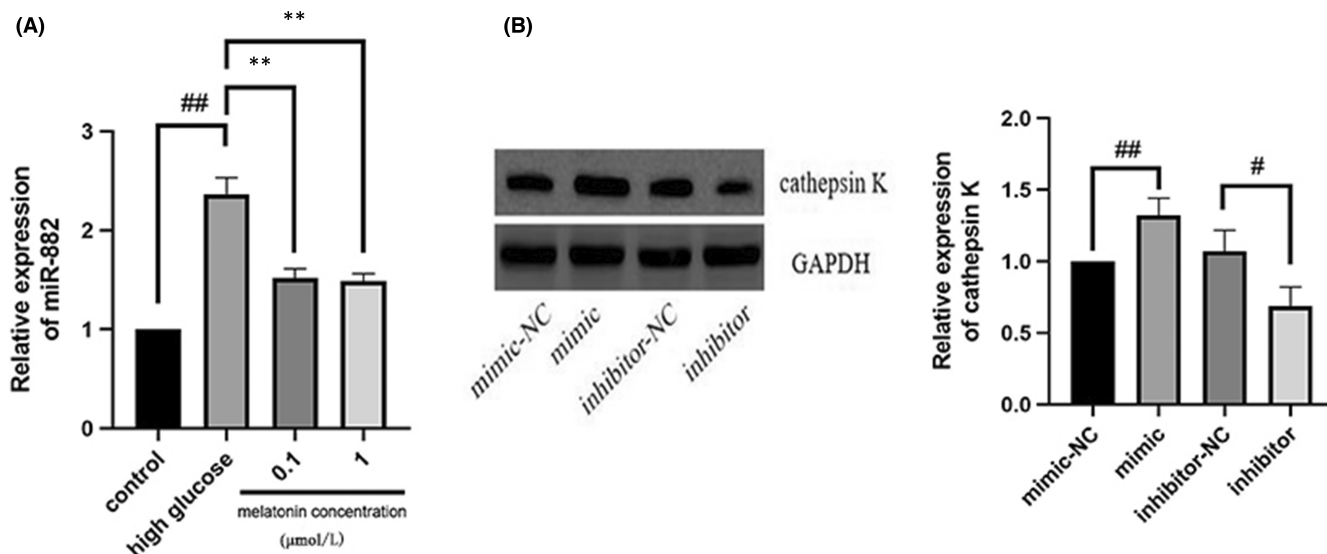 (A)
**
**
##
3
2
1
0
Relative expression
of miR-882
control
high glucose
0.1
1
melatonin concentration
(μmol/L)
(B)
cathepsin K
GAPDH
mimic-NC
mimic
inhibitor-NC
inhibitor
2.0
1.5
1.0
0.5
0.0
Relative expression
of cathepsin K
##
#
mimic-NC
mimic
inhibitor-NC
inhibitor